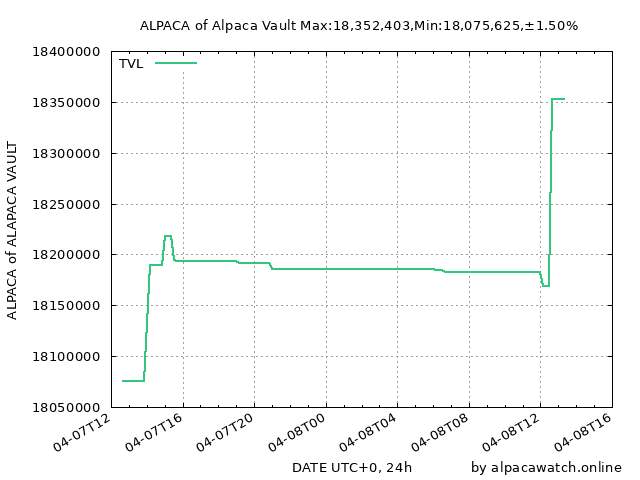 ALPACA of Alpaca Vault Max:18,352,403,Min:18,075,625,±1.50%
TVL
18400000
18350000
18300000
18250000
18200000
18150000
18100000
18050000
ALPACA of ALAPACA VAULT
04-07T12
04-07T16
04-07T20
04-08T00
04-08T04
04-08T08
04-08T12
04-08T16
DATE UTC+0, 24h
by alpacawatch.online